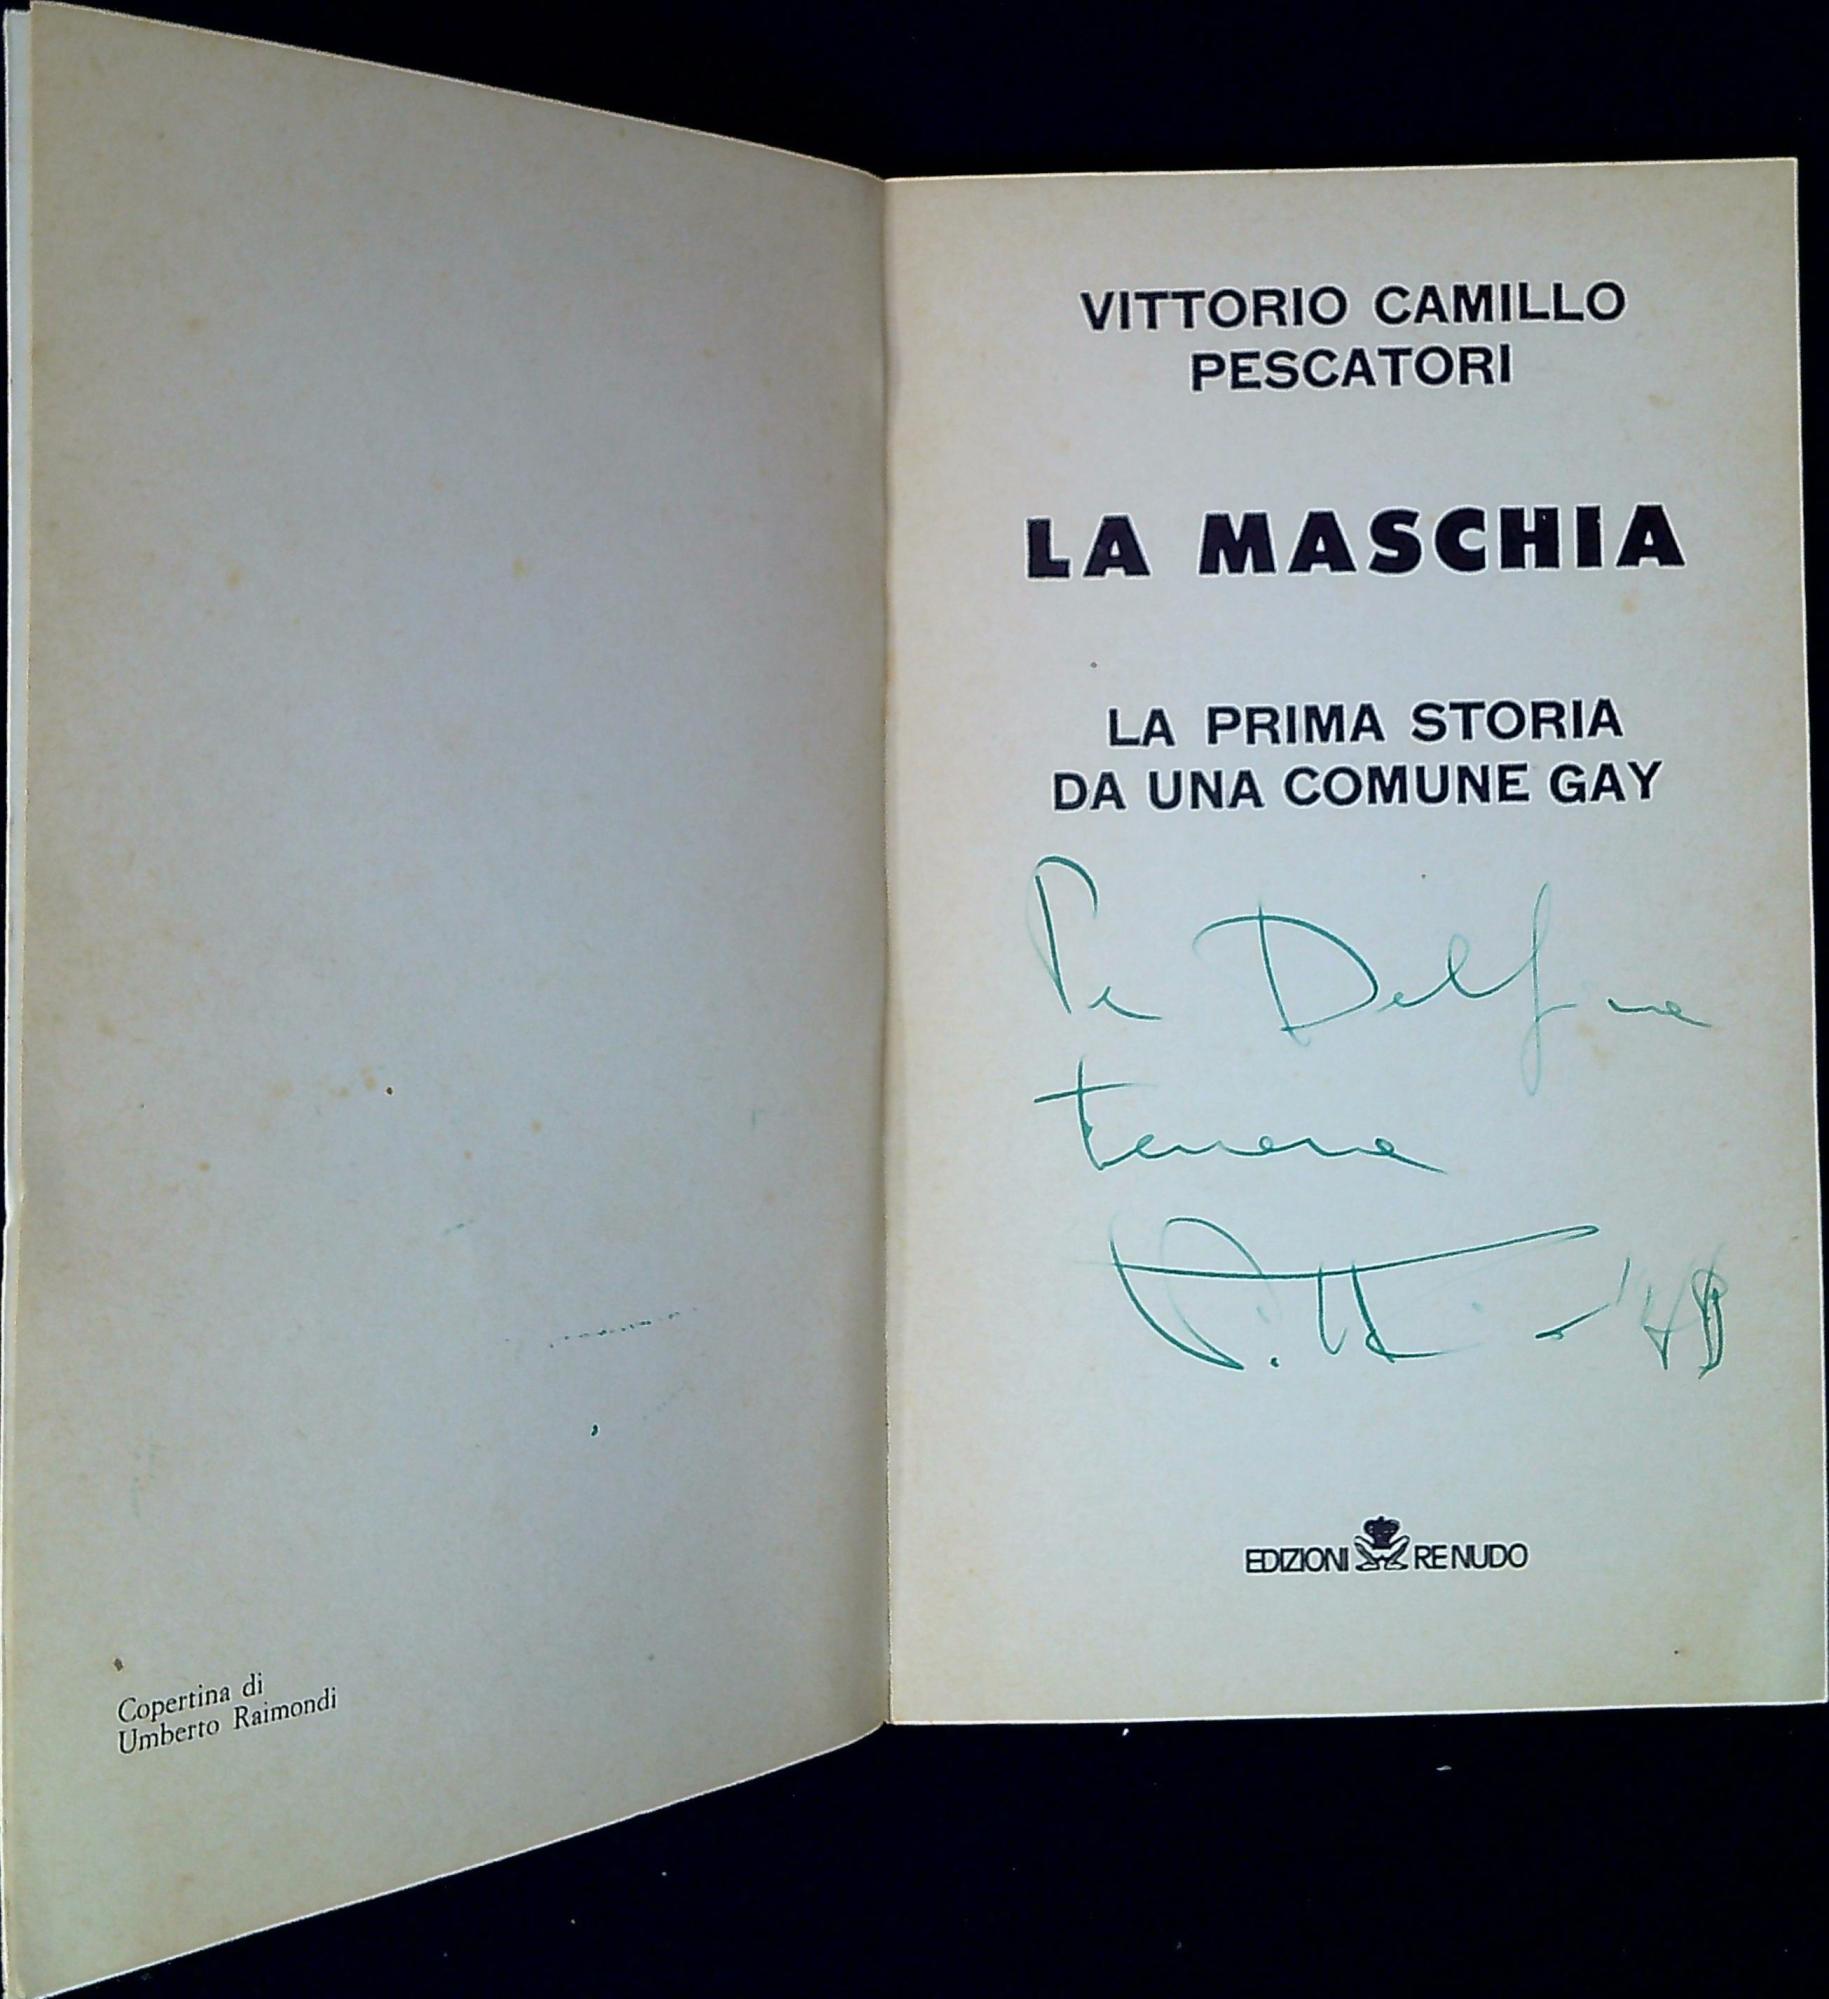 Copertina di
Umberto Raimondi
VITTORIO CAMILLO
PESCATORI
LA MASCHIA
LA PRIMA STORIA
DA UNA COMUNE GAY
Per Delfina
tenera
EDIZIONI RE NUDO